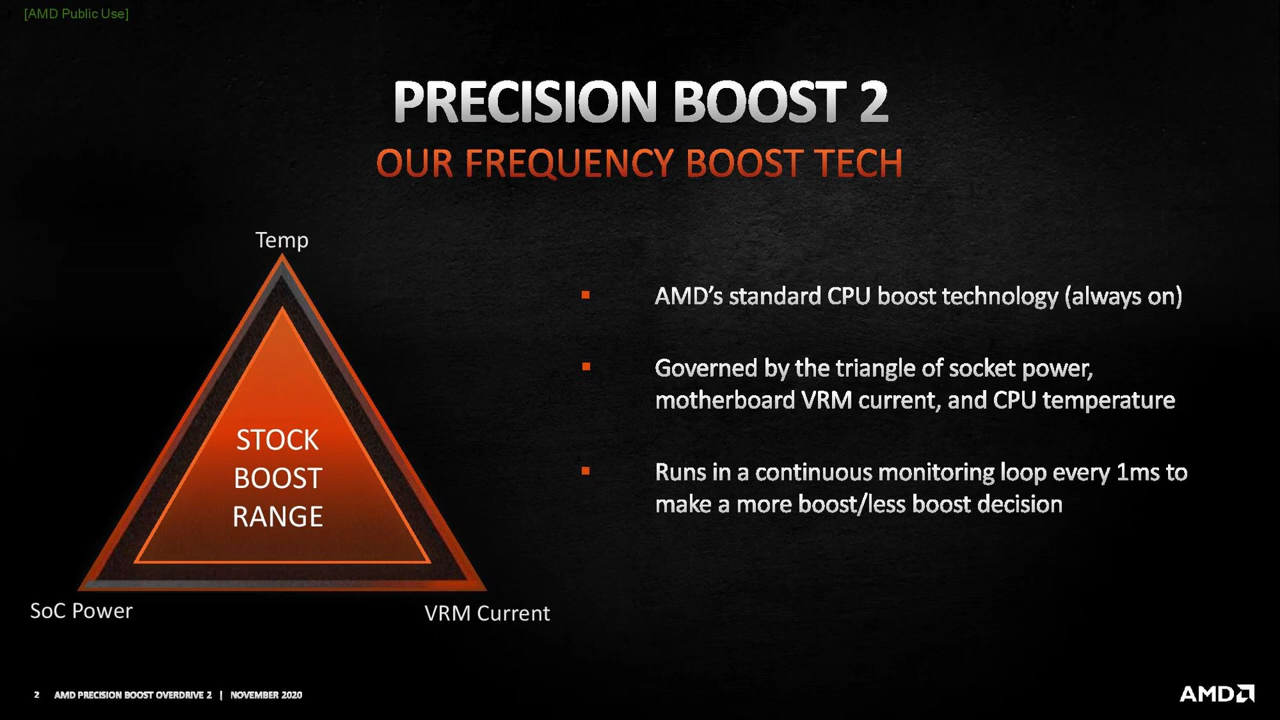 [AMD Public Use]
PRECISION BOOST 2
OUR FREQUENCY BOOST TECH
Temp
STOCK
BOOST
RANGE
SoC Power
VRM Current
▪ AMD’s standard CPU boost technology (always on)
▪ Governed by the triangle of socket power,
motherboard VRM current, and CPU temperature
▪ Runs in a continuous monitoring loop every 1ms to
make a more boost/less boost decision
2 AMD PRECISION BOOST OVERDRIVE 2 | NOVEMBER 2020
AMD